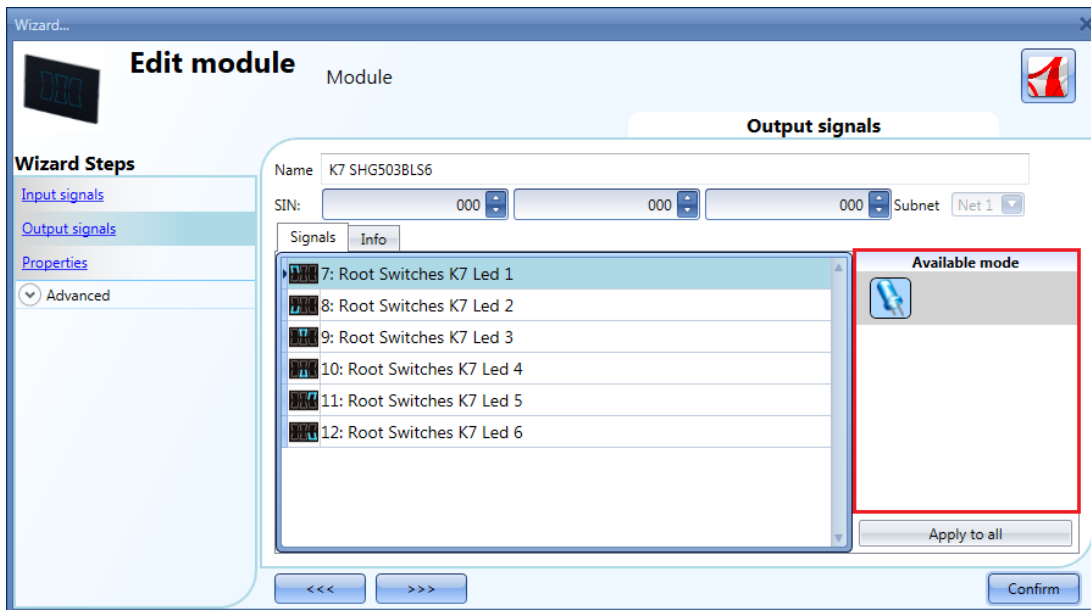 Wizard...
Edit module
Module
Output signals
Wizard Steps
Input signals
Output signals
Properties
Advanced
Name K7 SHG503BLS6
SIN: 000 000 000 Subnet Net 1
Signals Info
7: Root Switches K7 Led 1
8: Root Switches K7 Led 2
9: Root Switches K7 Led 3
10: Root Switches K7 Led 4
11: Root Switches K7 Led 5
12: Root Switches K7 Led 6
Available mode
Apply to all
<<< >>> Confirm